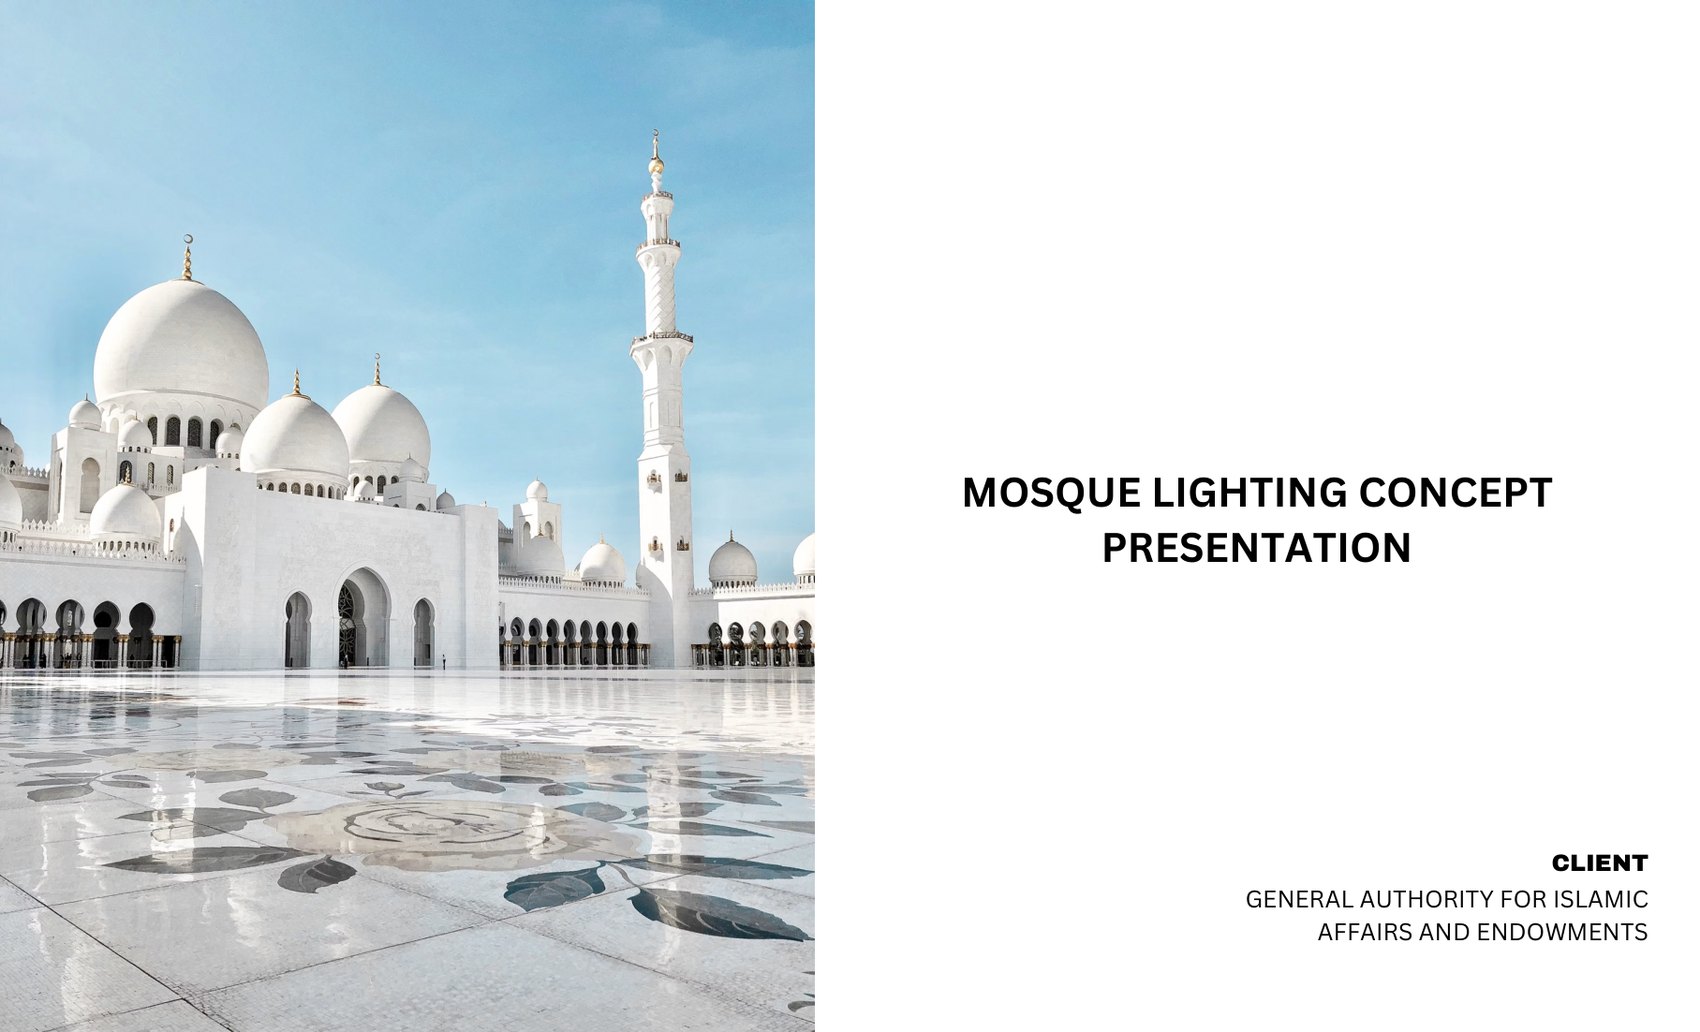 MOSQUE LIGHTING CONCEPT
PRESENTATION
CLIENT
GENERAL AUTHORITY FOR ISLAMIC
AFFAIRS AND ENDOWMENTS